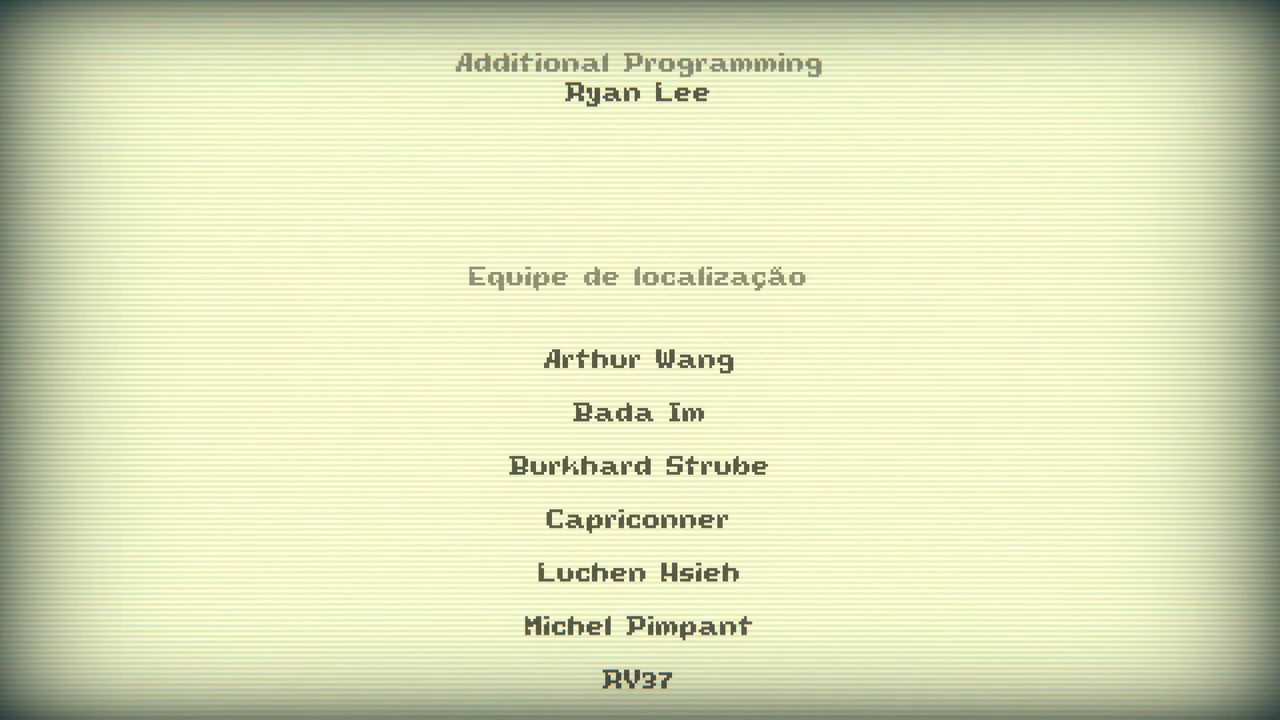 Additional Programming
Ryan Lee
Equipe de localização
Arthur Wang
Bada Im
Burkhard Strube
Capriconner
Luchen Hsieh
Michel Pimpant
RV37